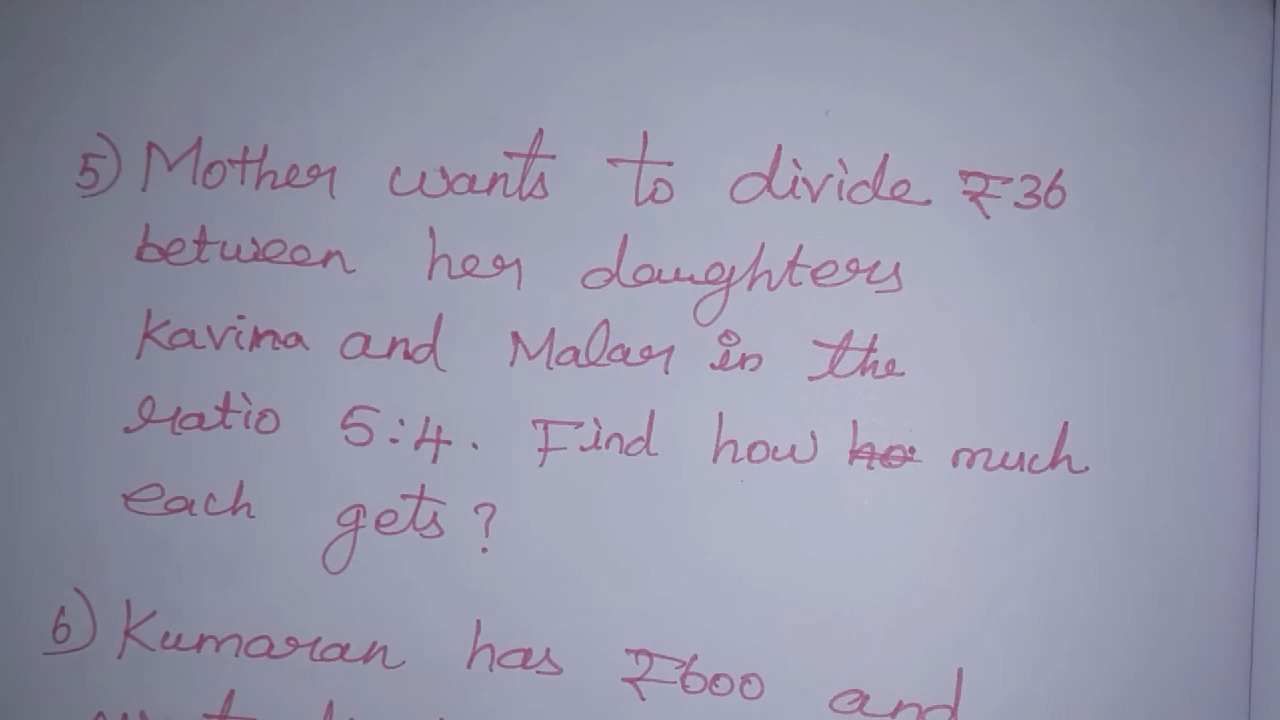 5) Mother wants to divide ₹36
between her daughters
Kavina and Malar in the
ratio 5:4. Find how ho much
each gets?
6) Kumaran has ₹600 and